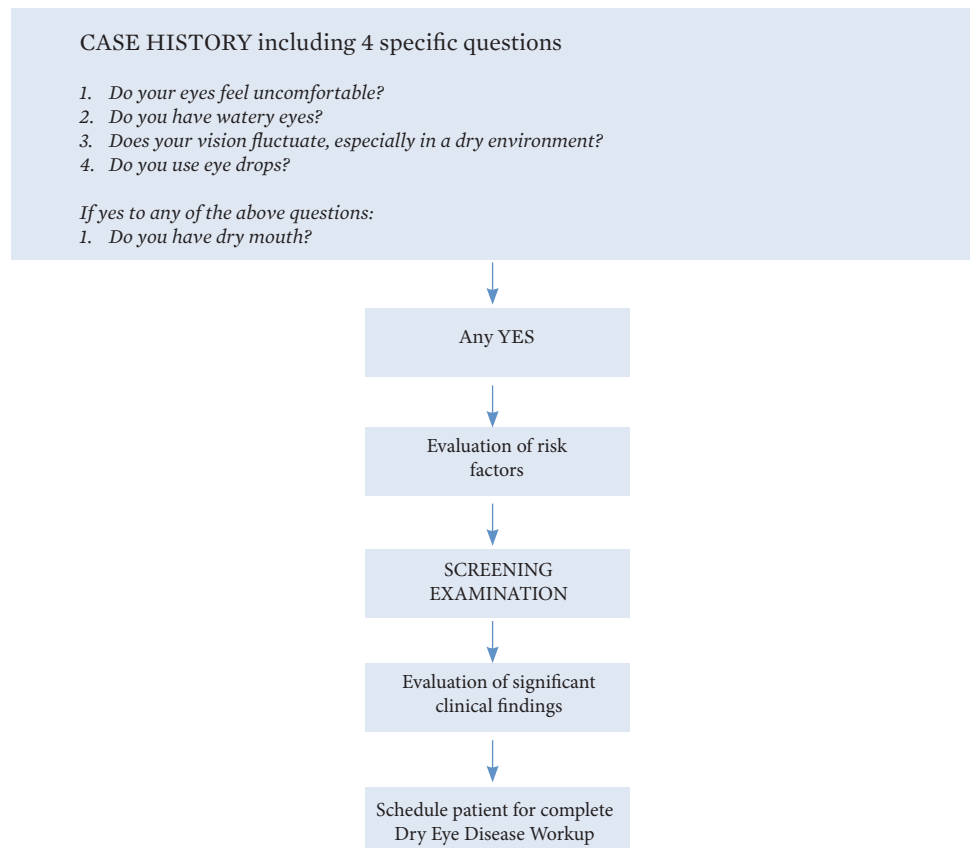 CASE HISTORY including 4 specific questions
1. Do your eyes feel uncomfortable?
2. Do you have watery eyes?
3. Does your vision fluctuate, especially in a dry environment?
4. Do you use eye drops?
If yes to any of the above questions:
1. Do you have dry mouth?
Any YES
Evaluation of risk
factors
SCREENING
EXAMINATION
Evaluation of significant
clinical findings
Schedule patient for complete
Dry Eye Disease Workup